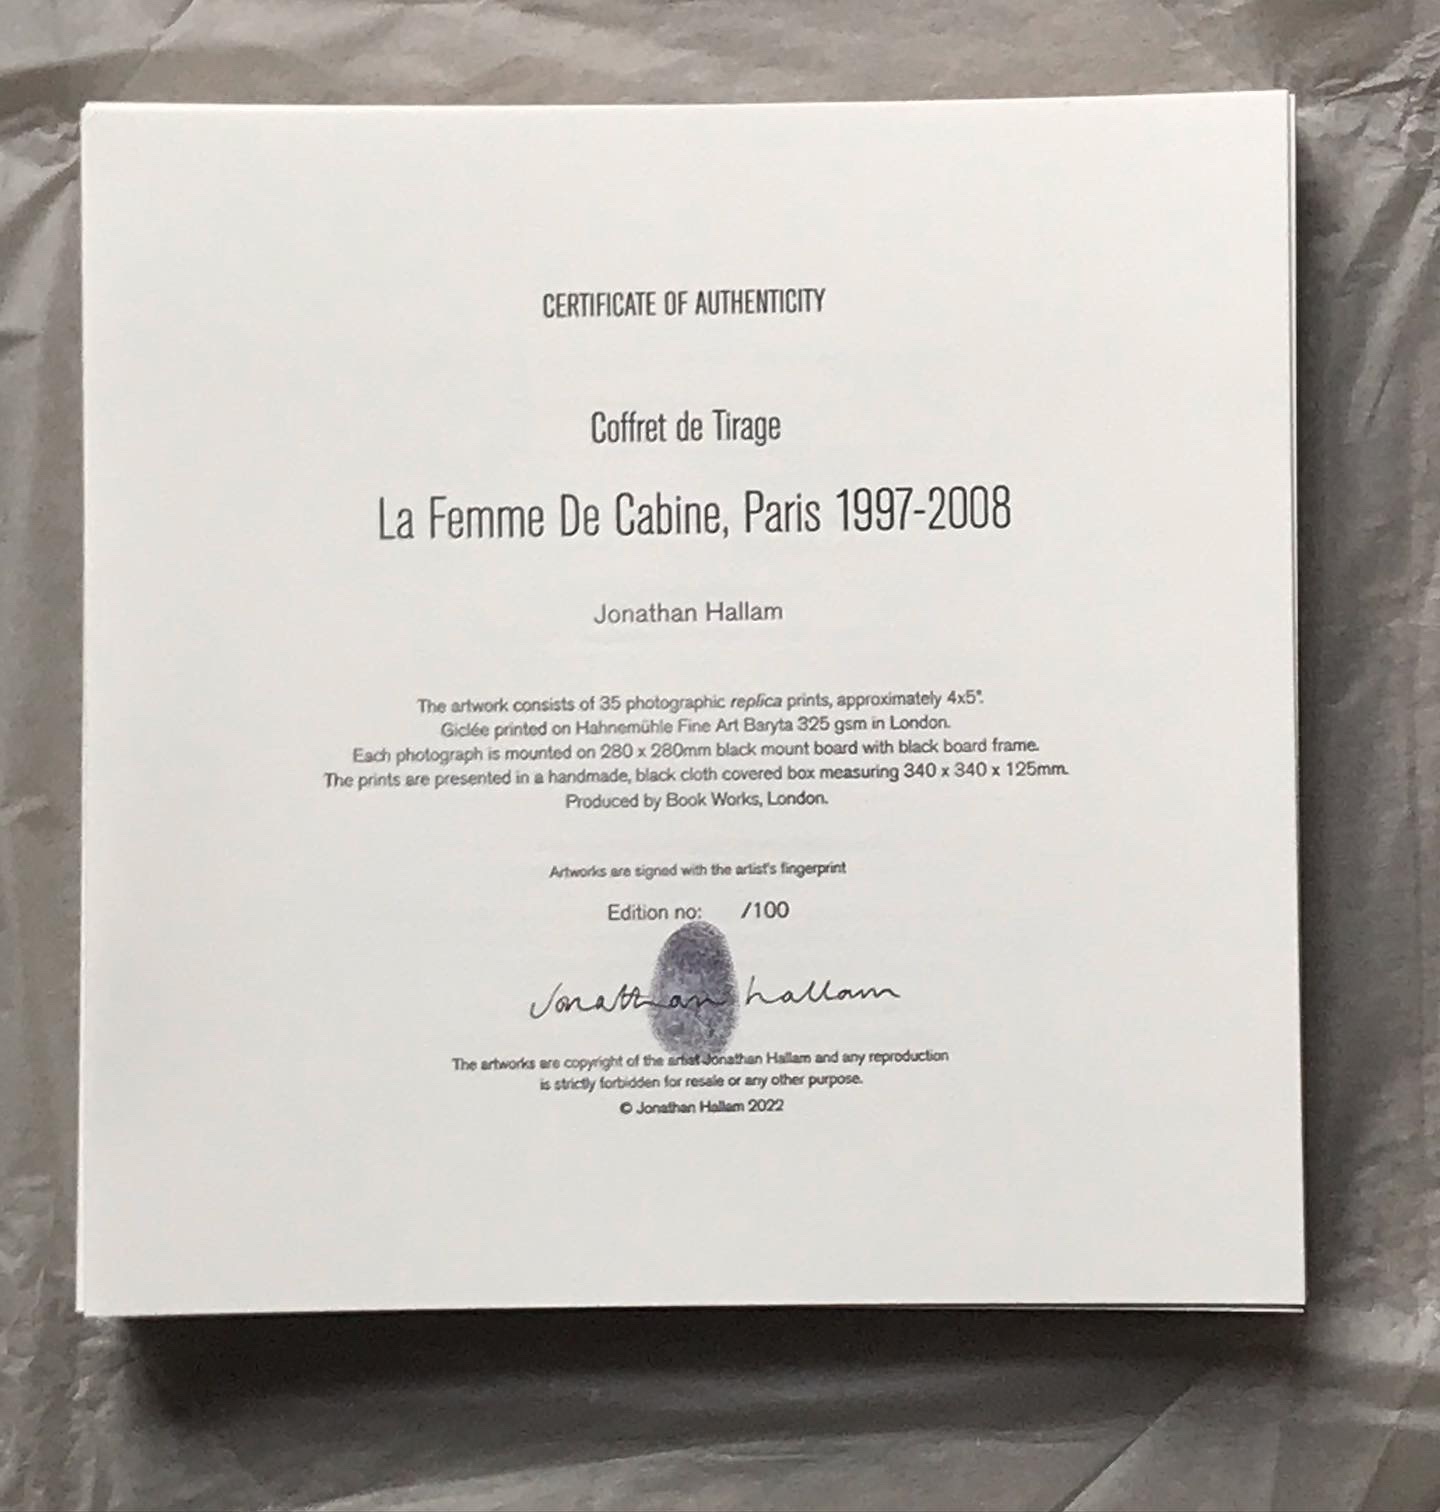 CERTIFICATE OF AUTHENTICITY
Coffret de Tirage
La Femme De Cabine, Paris 1997-2008
Jonathan Hallam
The artwork consists of 35 photographic replica prints, approximately 4x5".
Giclée printed on Hahnemühle Fine Art Baryta 325 gsm in London.
Each photograph is mounted on 280 x 280mm black mount board with black board frame.
The prints are presented in a handmade, black cloth covered box measuring 340 x 340 x 125mm.
Produced by Book Works, London.
Artworks are signed with the artist's fingerprint
Edition no: /100
Jonathan hallam
The artworks are copyright of the artist Jonathan Hallam and any reproduction
is strictly forbidden for resale or any other purpose.
© Jonathan Hallam 2022